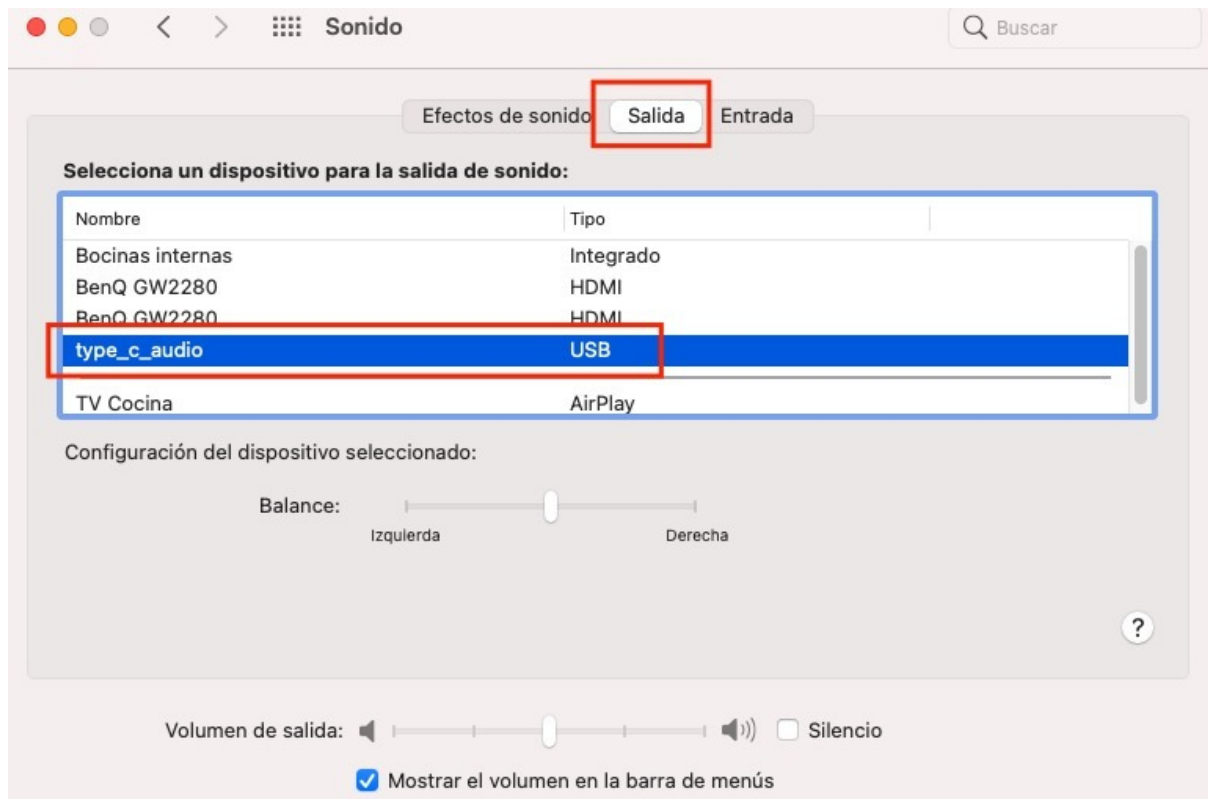 Sonido
Buscar
Efectos de sonido Salida Entrada
Selecciona un dispositivo para la salida de sonido:
Nombre Tipo
Bocinas internas Integrado
BenQ GW2280 HDMI
BenQ GW2280 HDMI
type_c_audio USB
TV Cocina AirPlay
Configuración del dispositivo seleccionado:
Balance:
Izquierda Derecha
?
Volumen de salida: Silencio
Mostrar el volumen en la barra de menús